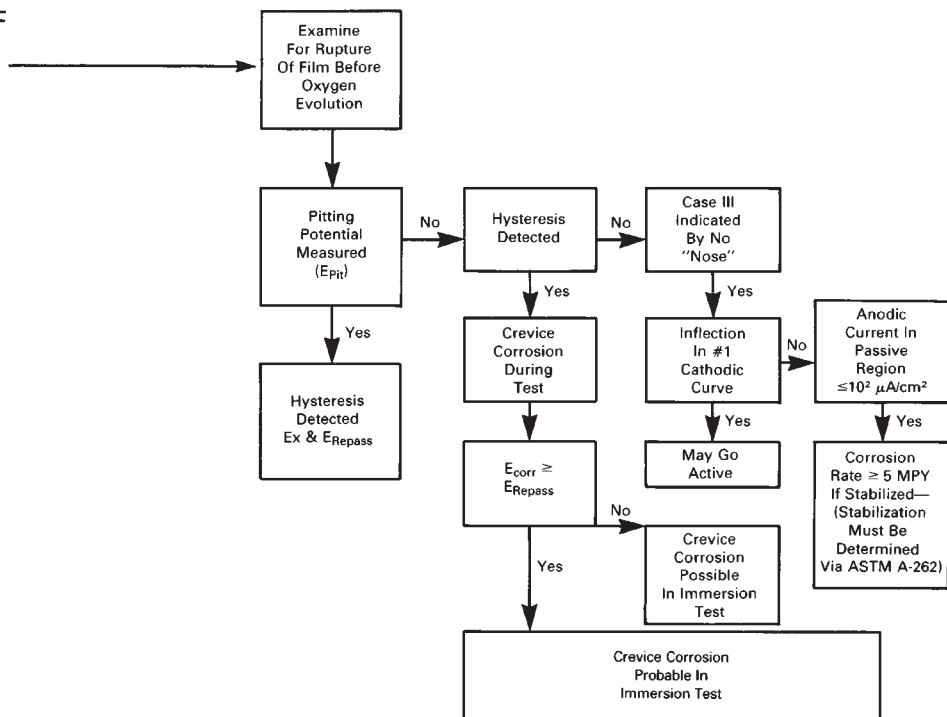 Examine
For Rupture
Of Film Before
Oxygen
Evolution
Pitting
Potential
Measured
(EPit)
No
Hysteresis
Detected
No
Case III
Indicated
By No
"Nose"
Yes
Yes
Yes
Hysteresis
Detected
Ex & ERepass
Crevice
Corrosion
During
Test
Inflection
In #1
Cathodic
Curve
No
Anodic
Current In
Passive
Region
≤10² μA/cm²
Yes
Yes
Ecorr ≥
ERepass
May Go
Active
Corrosion
Rate ≥ 5 MPY
If Stabilized—
(Stabilization
Must Be
Determined
Via ASTM A-262)
No
Yes
Crevice
Corrosion
Possible
In Immersion
Test
Crevice Corrosion
Probable In
Immersion Test